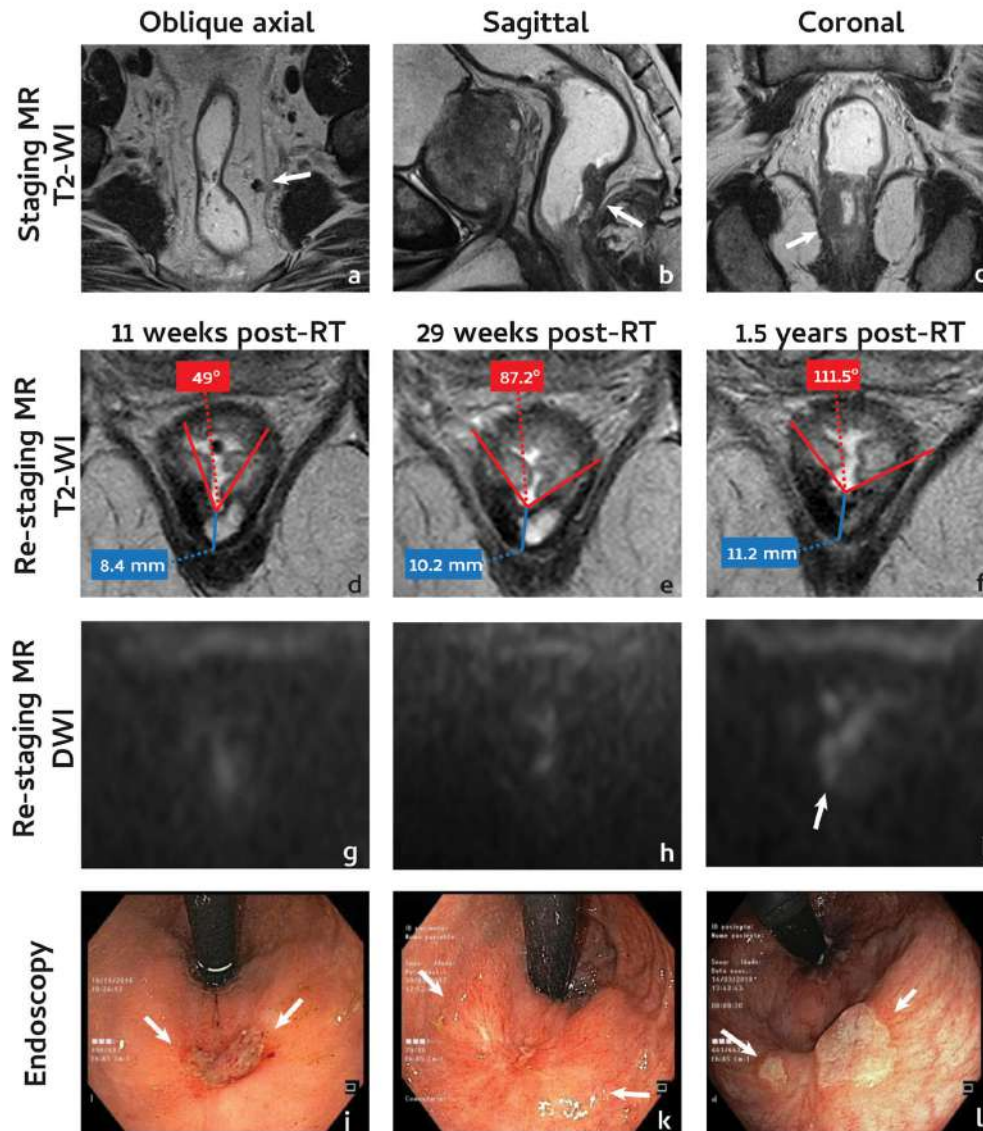 Oblique axial
Sagittal
Coronal
Staging MR
T2-WI
a
b
c
11 weeks post-RT
29 weeks post-RT
1.5 years post-RT
Re-staging MR
T2-WI
49°
87.2°
111.5°
8.4 mm
10.2 mm
11.2 mm
d
e
f
Re-staging MR
DWI
g
h
Endoscopy
j
k
l